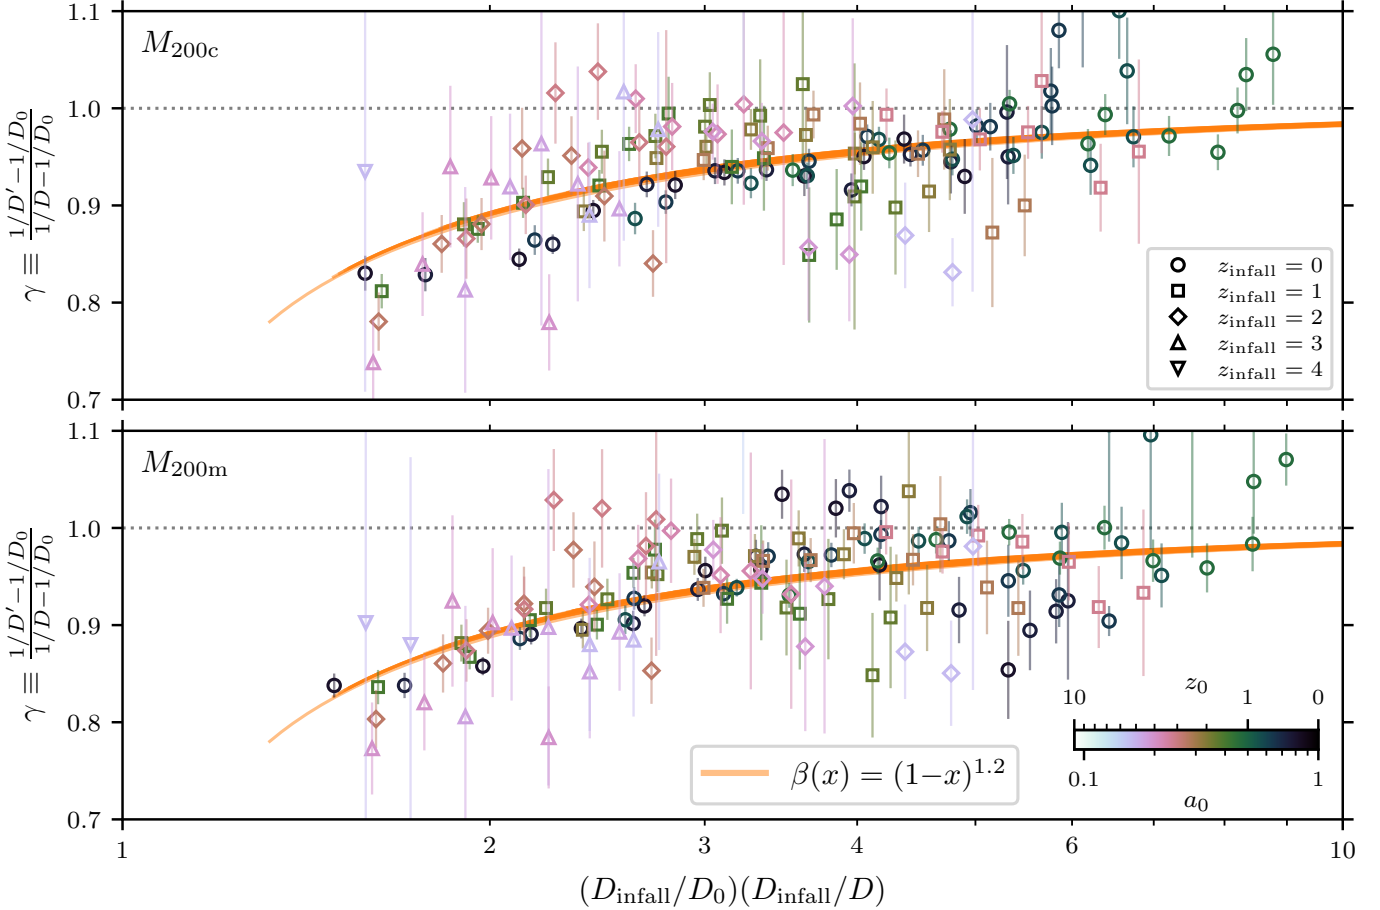 1.1
M200c
1.0
0.9
0.8
0.7
γ ≡ (1/D′−1/D0)/(1/D−1/D0)
zinfall = 0
zinfall = 1
zinfall = 2
zinfall = 3
zinfall = 4
1.1
M200m
1.0
0.9
0.8
0.7
γ ≡ (1/D′−1/D0)/(1/D−1/D0)
z0
10 1 0
0.1 1
a0
β(x) = (1−x)^1.2
1 2 3 4 6 10
(Dinfall/D0)(Dinfall/D)